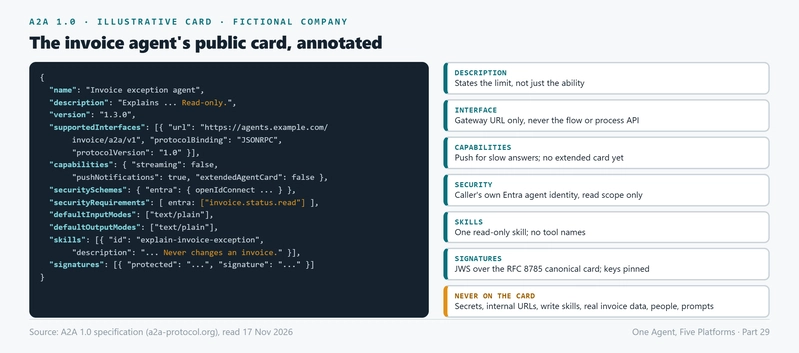 A2A 1.0 · ILLUSTRATIVE CARD · FICTIONAL COMPANY
The invoice agent's public card, annotated
{
"name": "Invoice exception agent",
"description": "Explains ... Read-only.",
"version": "1.3.0",
"supportedInterfaces": [{ "url": "https://agents.example.com/
invoice/a2a/v1", "protocolBinding": "JSONRPC",
"protocolVersion": "1.0" }],
"capabilities": { "streaming": false,
"pushNotifications": true, "extendedAgentCard": false },
"securitySchemes": { "entra": { openIdConnect ... } },
"securityRequirements": [ entra: ["invoice.status.read"] ],
"defaultInputModes": ["text/plain"],
"defaultOutputModes": ["text/plain"],
"skills": [{ "id": "explain-invoice-exception",
"description": "... Never changes an invoice." }],
"signatures": [{ "protected": "...", "signature": "..." }]
}
DESCRIPTION
States the limit, not just the ability
INTERFACE
Gateway URL only, never the flow or process API
CAPABILITIES
Push for slow answers; no extended card yet
SECURITY
Caller's own Entra agent identity, read scope only
SKILLS
One read-only skill; no tool names
SIGNATURES
JWS over the RFC 8785 canonical card; keys pinned
NEVER ON THE CARD
Secrets, internal URLs, write skills, real invoice data, people, prompts
Source: A2A 1.0 specification (a2a-protocol.org), read 17 Nov 2026
One Agent, Five Platforms · Part 29